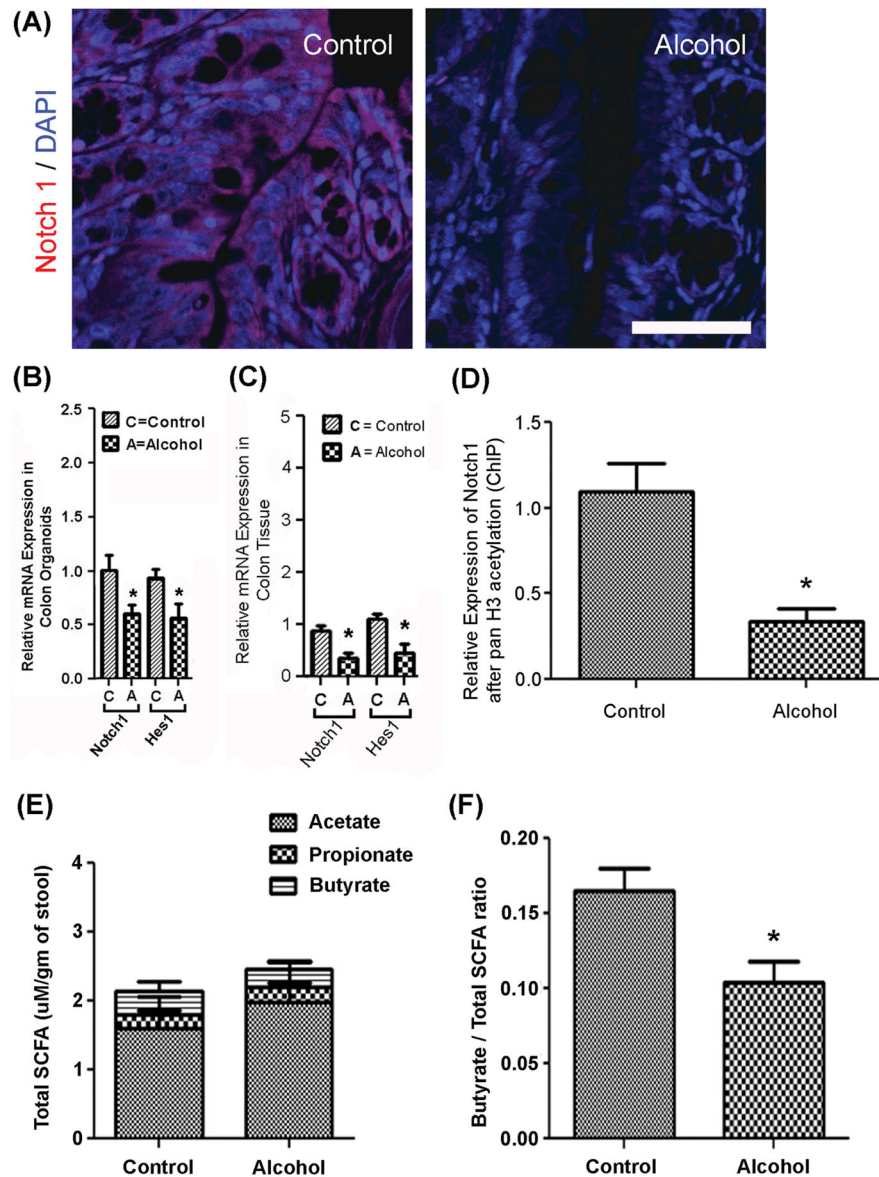 (A)
Control
Alcohol
Notch 1 / DAPI
(B)
2.5
2.0
1.5
1.0
0.5
0.0
Relative mRNA Expression in
Colon Organoids
C=Control
A=Alcohol
*
*
C A C A
Notch1
Hes1
(C)
5
4
3
2
1
0
Relative mRNA Expression in
Colon Tissue
C = Control
A = Alcohol
*
*
C A C A
Notch1
Hes1
(D)
1.5
1.0
0.5
0.0
Relative Expression of Notch1
after pan H3 acetylation (ChIP)
*
Control
Alcohol
(E)
Acetate
Propionate
Butyrate
4
3
2
1
0
Total SCFA (uM/gm of stool)
Control
Alcohol
(F)
0.20
0.15
0.10
0.05
0.00
Butyrate / Total SCFA ratio
*
Control
Alcohol